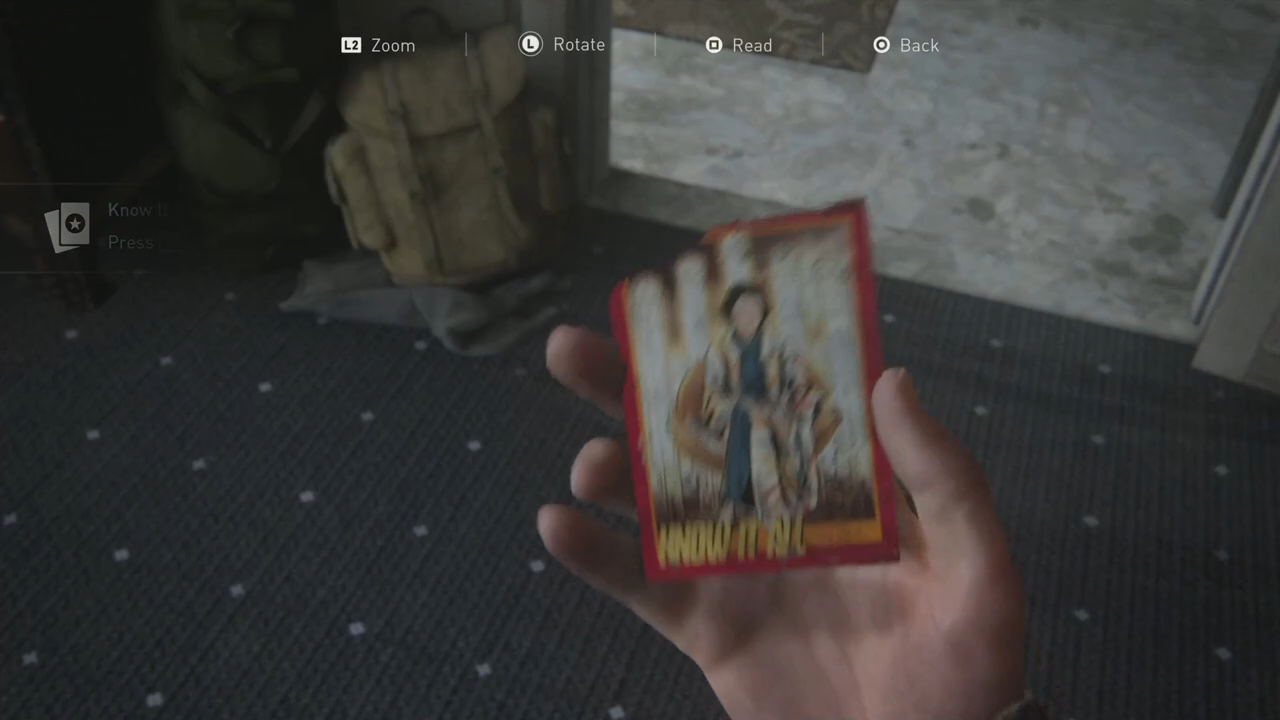 L2 Zoom
L Rotate
Read
Back
Know
Press
KNOW IT ALL